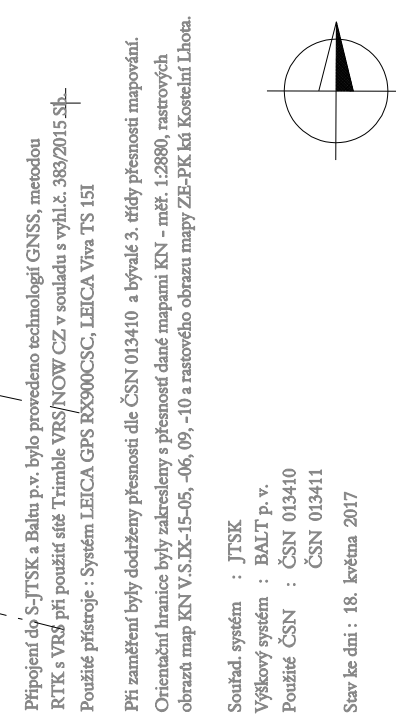 Připojení do S-JTSK a Baltu p.v. bylo provedeno technologií GNSS, metodou
RTK s VRS při použití sítě Trimble VRS NOW CZ v souladu s vyhl.č. 383/2015 Sb.
Použité přístroje : Systém LEICA GPS RX900CSC, LEICA Viva TS 15I
Při zaměření byly dodrženy přesnosti dle ČSN 013410 a bývalé 3. třídy přesnosti mapování.
Orientační hranice byly zakresleny s přesností dané mapami KN - měř. 1:2880, rastrových
obrazů map KN V.S.IX-15-05, -06, 09, -10 a rastového obrazu mapy ZE-PK kú Kostelní Lhota.
Souřad. systém : JTSK
Výškový systém : BALT p. v.
Použité ČSN : ČSN 013410
ČSN 013411
Stav ke dni : 18. května 2017